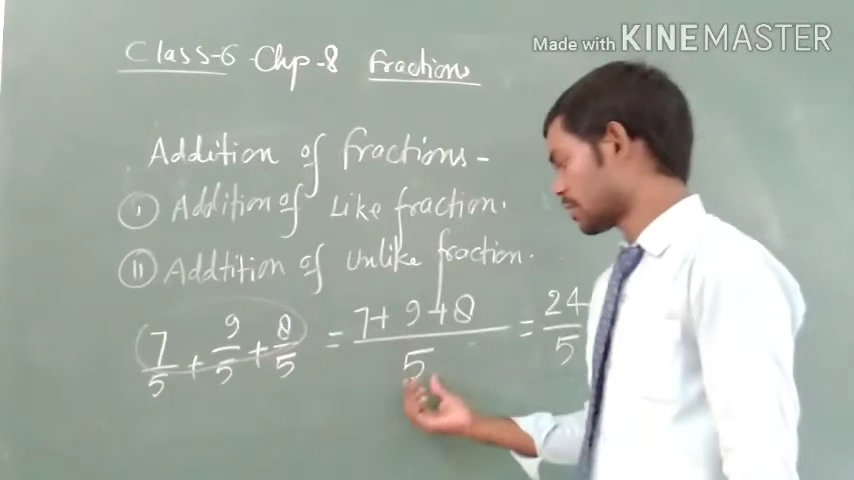 Made with KINEMASTER
Class-6 Chp-8 fractions
Addition of fractions-
(i) Addition of Like fraction.
(ii) Addtition of Unlike fraction.
7/5 + 9/5 + 8/5 = 7+9+8/5 = 24/5